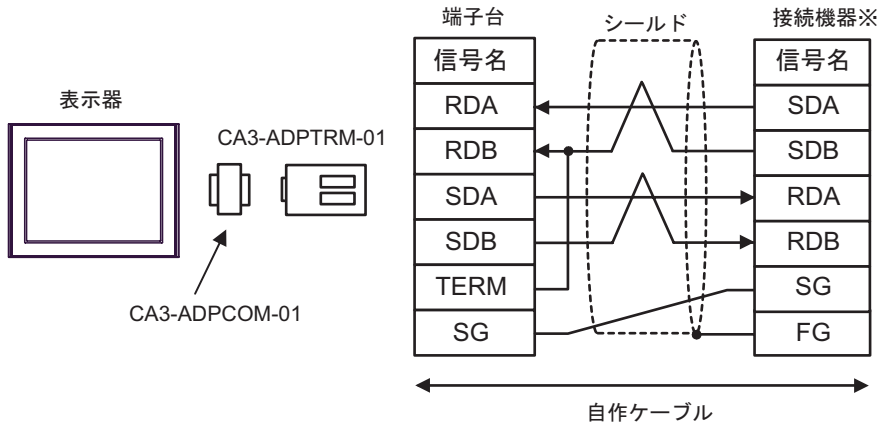 表示器
CA3-ADPTRM-01
CA3-ADPCOM-01
端子台
シールド
接続機器※
信号名
信号名
RDA
SDA
RDB
SDB
SDA
RDA
SDB
RDB
TERM
SG
SG
FG
自作ケーブル